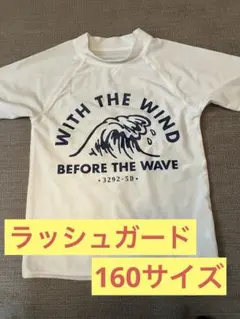 WITH THE WIND
BEFORE THE WAVE
・3292-5B・
ラッシュガード
160サイズ